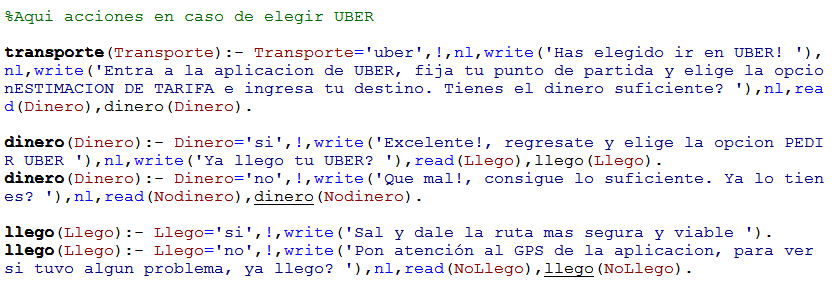 %Aqui acciones en caso de elegir UBER
transporte(Transporte):- Transporte='uber',!,nl,write('Has elegido ir en UBER! '),
nl,write('Entra a la aplicacion de UBER, fija tu punto de partida y elige la opcio
nESTIMACION DE TARIFA e ingresa tu destino. Tienes el dinero suficiente? '),nl,rea
d(Dinero),dinero(Dinero).
dinero(Dinero):- Dinero='si',!,write('Excelente!, regresate y elige la opcion PEDI
R UBER '),nl,write('Ya llego tu UBER? '),read(Llego),llego(Llego).
dinero(Dinero):- Dinero='no',!,write('Que mal!, consigue lo suficiente. Ya lo tien
es? '),nl,read(Nodinero),dinero(Nodinero).
llego(Llego):- Llego='si',!,write('Sal y dale la ruta mas segura y viable ').
llego(Llego):- Llego='no',!,write('Pon atención al GPS de la aplicacion, para ver
si tuvo algun problema, ya llego? '),nl,read(NoLlego),llego(NoLlego).